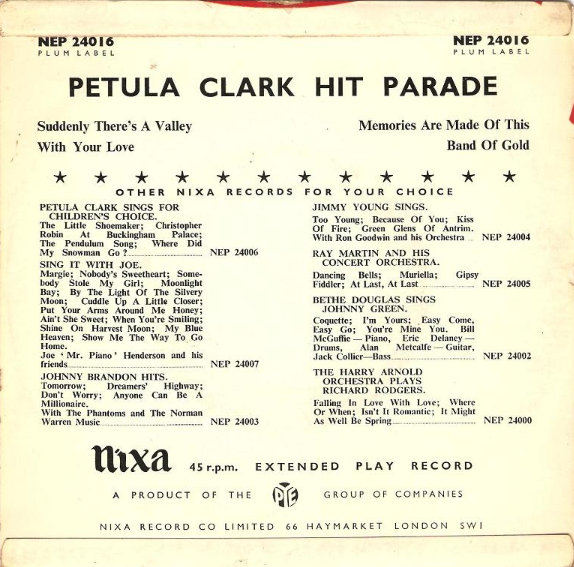 NEP 24016
PLUM LABEL
NEP 24016
PLUM LABEL
PETULA CLARK HIT PARADE
Suddenly There's A Valley
With Your Love
Memories Are Made Of This
Band Of Gold
OTHER NIXA RECORDS FOR YOUR CHOICE
PETULA CLARK SINGS FOR
CHILDREN'S CHOICE.
The Little Shoemaker; Christopher
Robin At Buckingham Palace;
The Pendulum Song; Where Did
My Snowman Go? NEP 24006
SING IT WITH JOE.
Margie; Nobody's Sweetheart; Some-
body Stole My Girl; Moonlight
Bay; By The Light Of The Silvery
Moon; Cuddle Up A Little Closer;
Put Your Arms Around Me Honey;
Ain't She Sweet; When You're Smiling;
Shine On Harvest Moon; My Blue
Heaven; Show Me The Way To Go
Home.
Joe 'Mr. Piano' Henderson and his
friends NEP 24007
JOHNNY BRANDON HITS.
Tomorrow; Dreamers' Highway;
Don't Worry; Anyone Can Be A
Millionaire.
With The Phantoms and The Norman
Warren Music NEP 24003
JIMMY YOUNG SINGS.
Too Young; Because Of You; Kiss
Of Fire; Green Glens Of Antrim.
With Ron Goodwin and his Orchestra NEP 24004
RAY MARTIN AND HIS
CONCERT ORCHESTRA.
Dancing Bells; Muriella; Gipsy
Fiddler; At Last, At Last NEP 24005
BETHE DOUGLAS SINGS
JOHNNY GREEN.
Coquette; I'm Yours; Easy Come,
Easy Go; You're Mine You. Bill
McGuffie—Piano, Eric Delaney—
Drums, Alan Metcalfe—Guitar,
Jack Collier—Bass NEP 24002
THE HARRY ARNOLD
ORCHESTRA PLAYS
RICHARD RODGERS.
Falling In Love With Love; Where
Or When; Isn't It Romantic; It Might
As Well Be Spring NEP 24000
nixa 45 r.p.m. EXTENDED PLAY RECORD
A PRODUCT OF THE PYE GROUP OF COMPANIES
NIXA RECORD CO LIMITED 66 HAYMARKET LONDON SW1